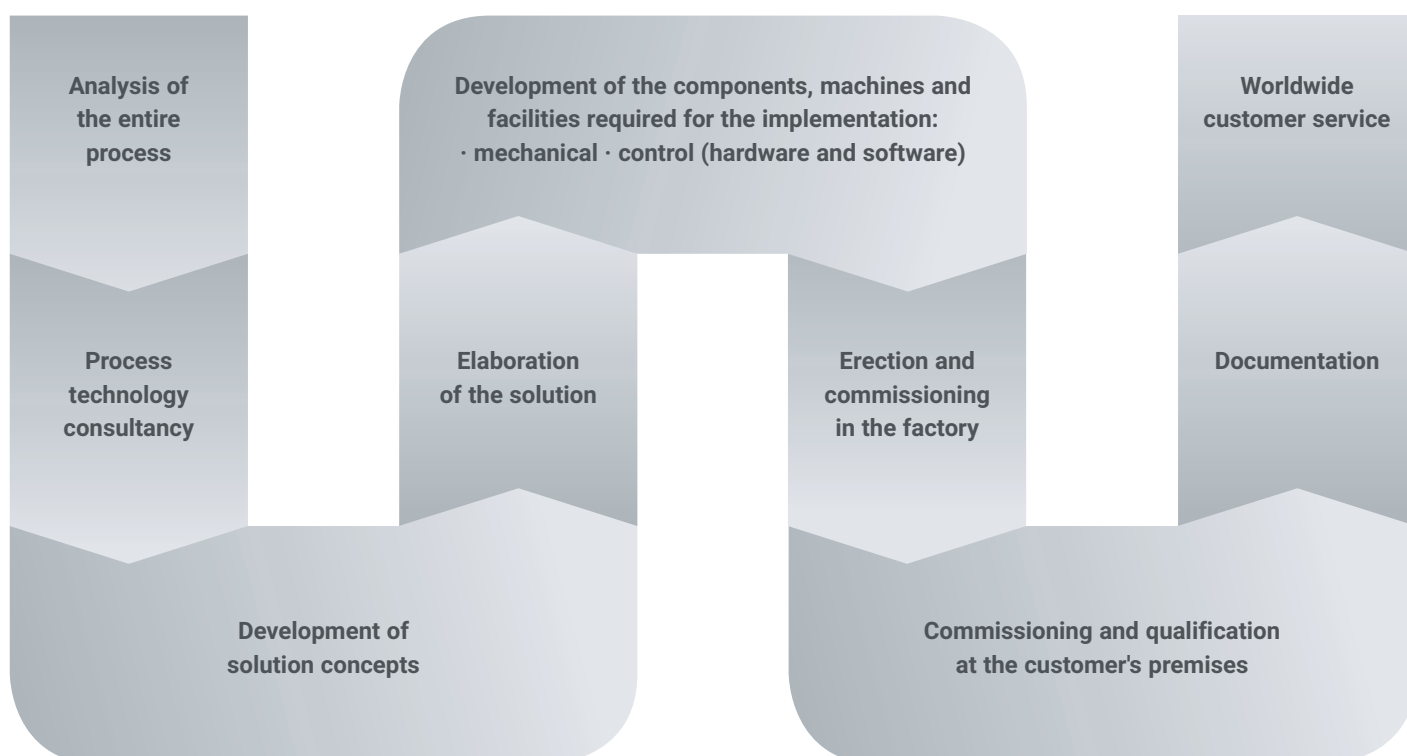 Analysis of
the entire
process
Process
technology
consultancy
Development of
solution concepts
Elaboration
of the solution
Development of the components, machines and
facilities required for the implementation:
· mechanical · control (hardware and software)
Erection and
commissioning
in the factory
Commissioning and qualification
at the customer's premises
Documentation
Worldwide
customer service